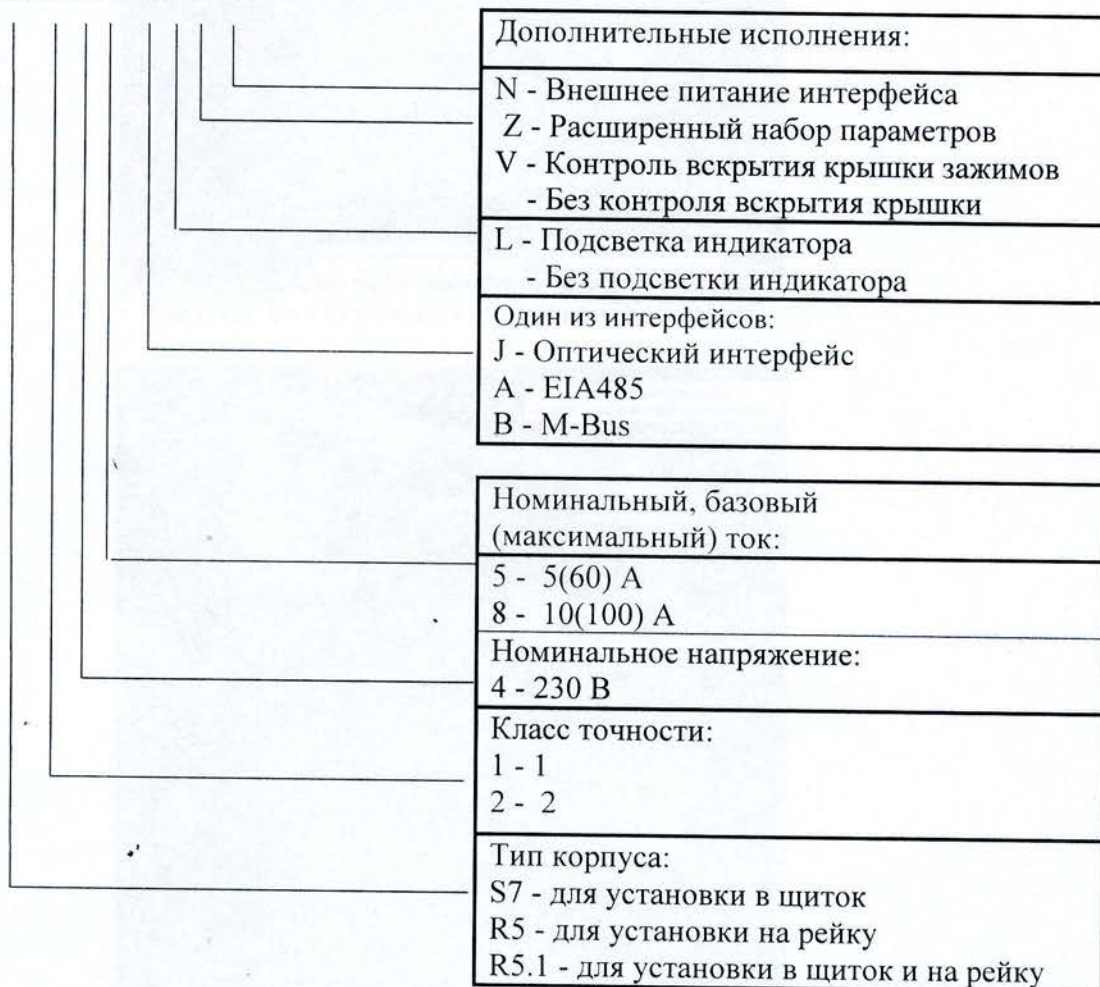 Дополнительные исполнения:
N - Внешнее питание интерфейса
Z - Расширенный набор параметров
V - Контроль вскрытия крышки зажимов
- Без контроля вскрытия крышки
L - Подсветка индикатора
- Без подсветки индикатора
Один из интерфейсов:
J - Оптический интерфейс
A - EIA485
B - M-Bus
Номинальный, базовый
(максимальный) ток:
5 - 5(60) А
8 - 10(100) А
Номинальное напряжение:
4 - 230 В
Класс точности:
1 - 1
2 - 2
Тип корпуса:
S7 - для установки в щиток
R5 - для установки на рейку
R5.1 - для установки в щиток и на рейку